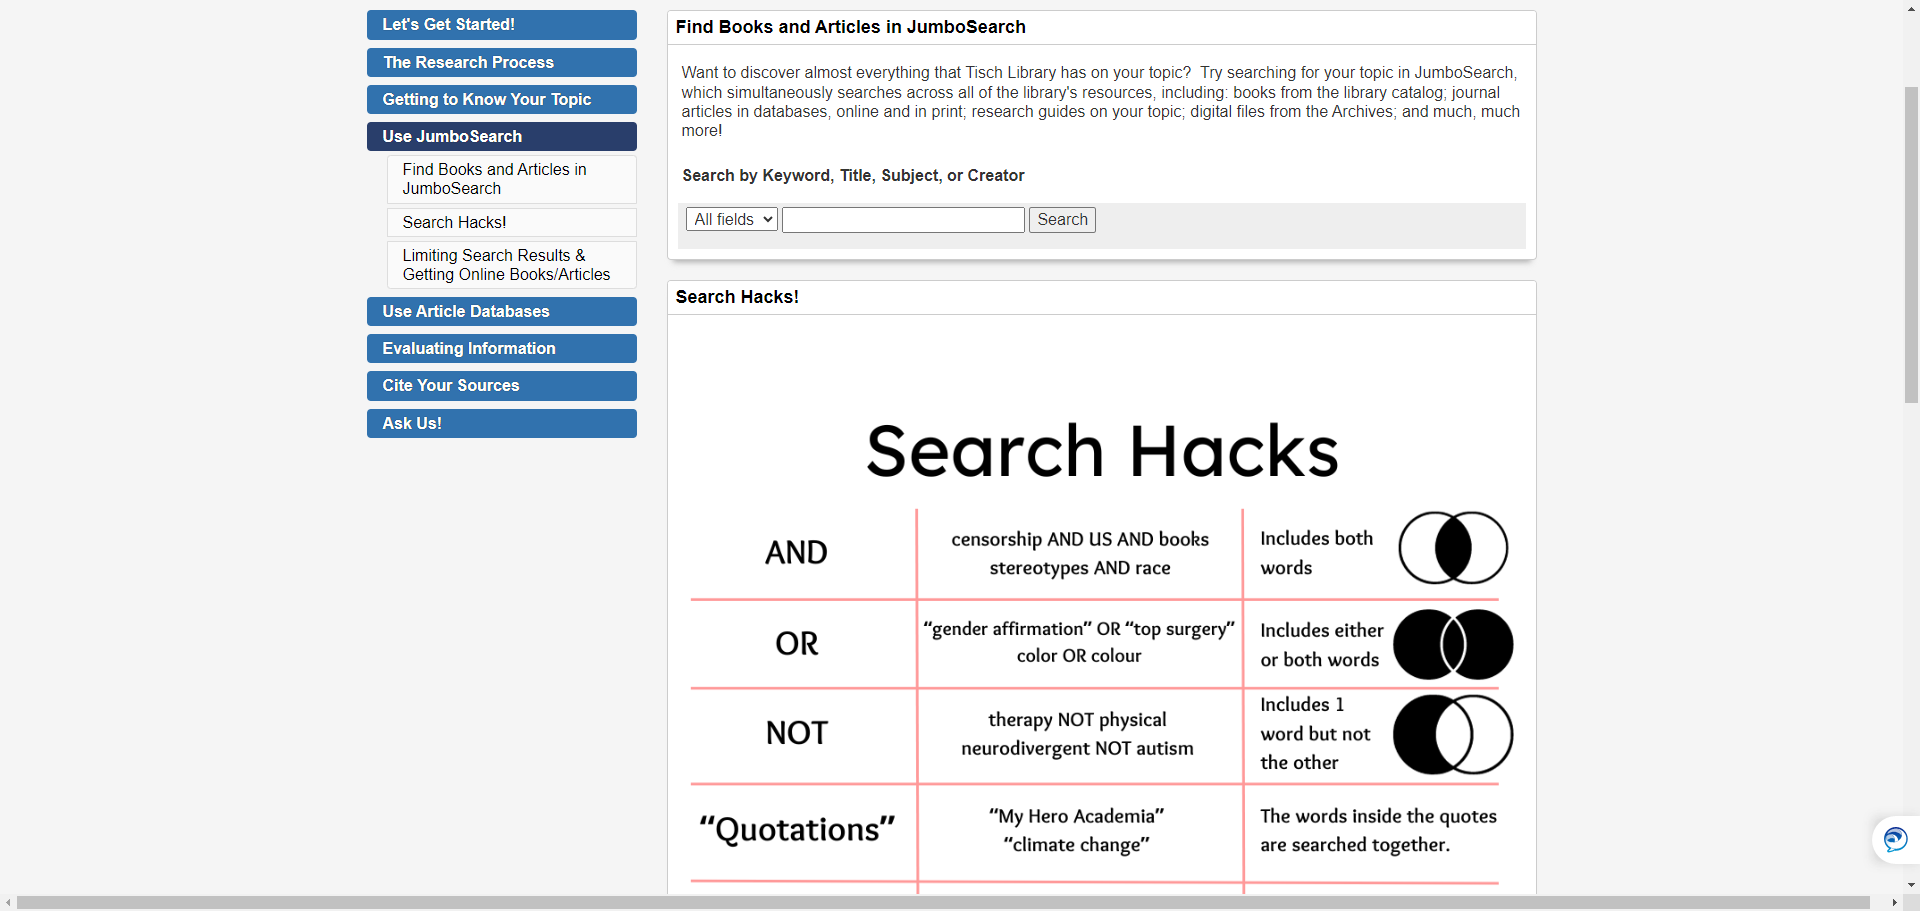 Let's Get Started!
The Research Process
Getting to Know Your Topic
Use JumboSearch
Find Books and Articles in
JumboSearch
Search Hacks!
Limiting Search Results &
Getting Online Books/Articles
Use Article Databases
Evaluating Information
Cite Your Sources
Ask Us!
Find Books and Articles in JumboSearch
Want to discover almost everything that Tisch Library has on your topic?  Try searching for your topic in JumboSearch,
which simultaneously searches across all of the library's resources, including: books from the library catalog; journal
articles in databases, online and in print; research guides on your topic; digital files from the Archives; and much, much
more!
Search by Keyword, Title, Subject, or Creator
All fields Search
Search Hacks!
Search Hacks
AND
censorship AND US AND books
stereotypes AND race
Includes both
words
OR
“gender affirmation” OR “top surgery”
color OR colour
Includes either
or both words
NOT
therapy NOT physical
neurodivergent NOT autism
Includes 1
word but not
the other
“Quotations”
“My Hero Academia”
“climate change”
The words inside the quotes
are searched together.